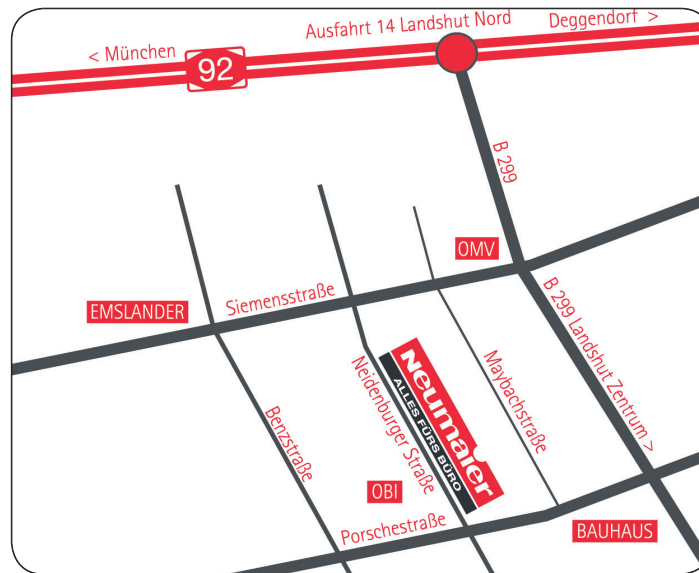 Ausfahrt 14 Landshut Nord
Deggendorf >
< München
92
B 299
OMV
Siemensstraße
EMSLANDER
B 299 Landshut Zentrum >
Neumaier
ALLES FÜRS BÜRO
Maybachstraße
Neidenburger Straße
Benzstraße
OBI
Porschestraße
BAUHAUS